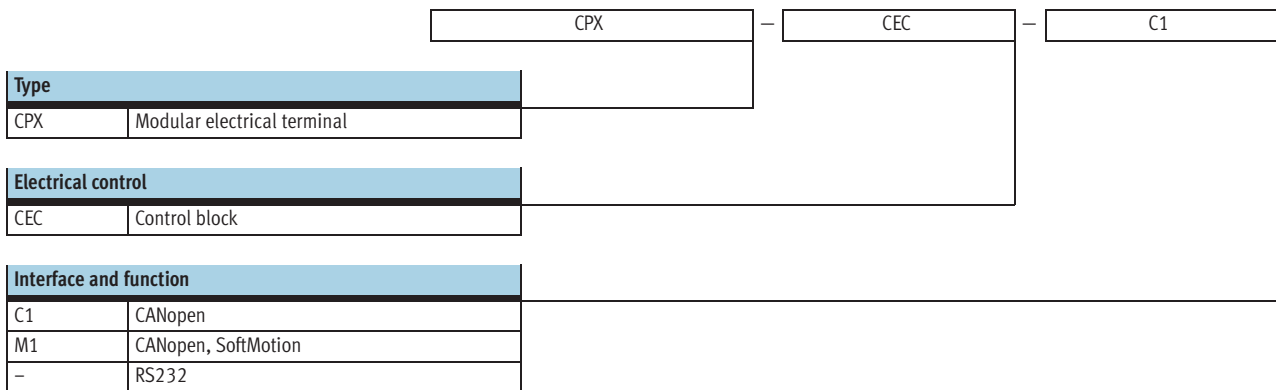 CPX – CEC – C1
Type
CPX Modular electrical terminal
Electrical control
CEC Control block
Interface and function
C1 CANopen
M1 CANopen, SoftMotion
– RS232